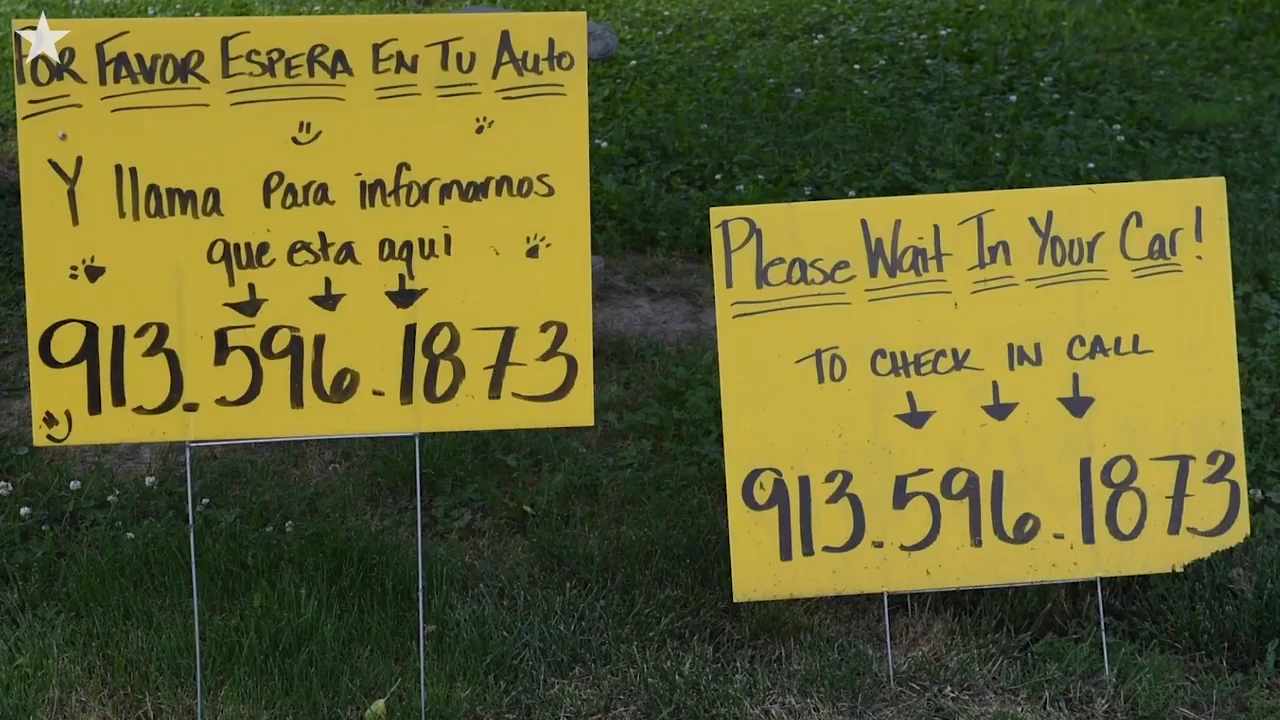 POR FAVOR ESPERA EN TU AUto
Y llama para informarnos
que esta aqui
913.596.1873
Please Wait In Your Car!
TO CHECK IN CALL
913.596.1873